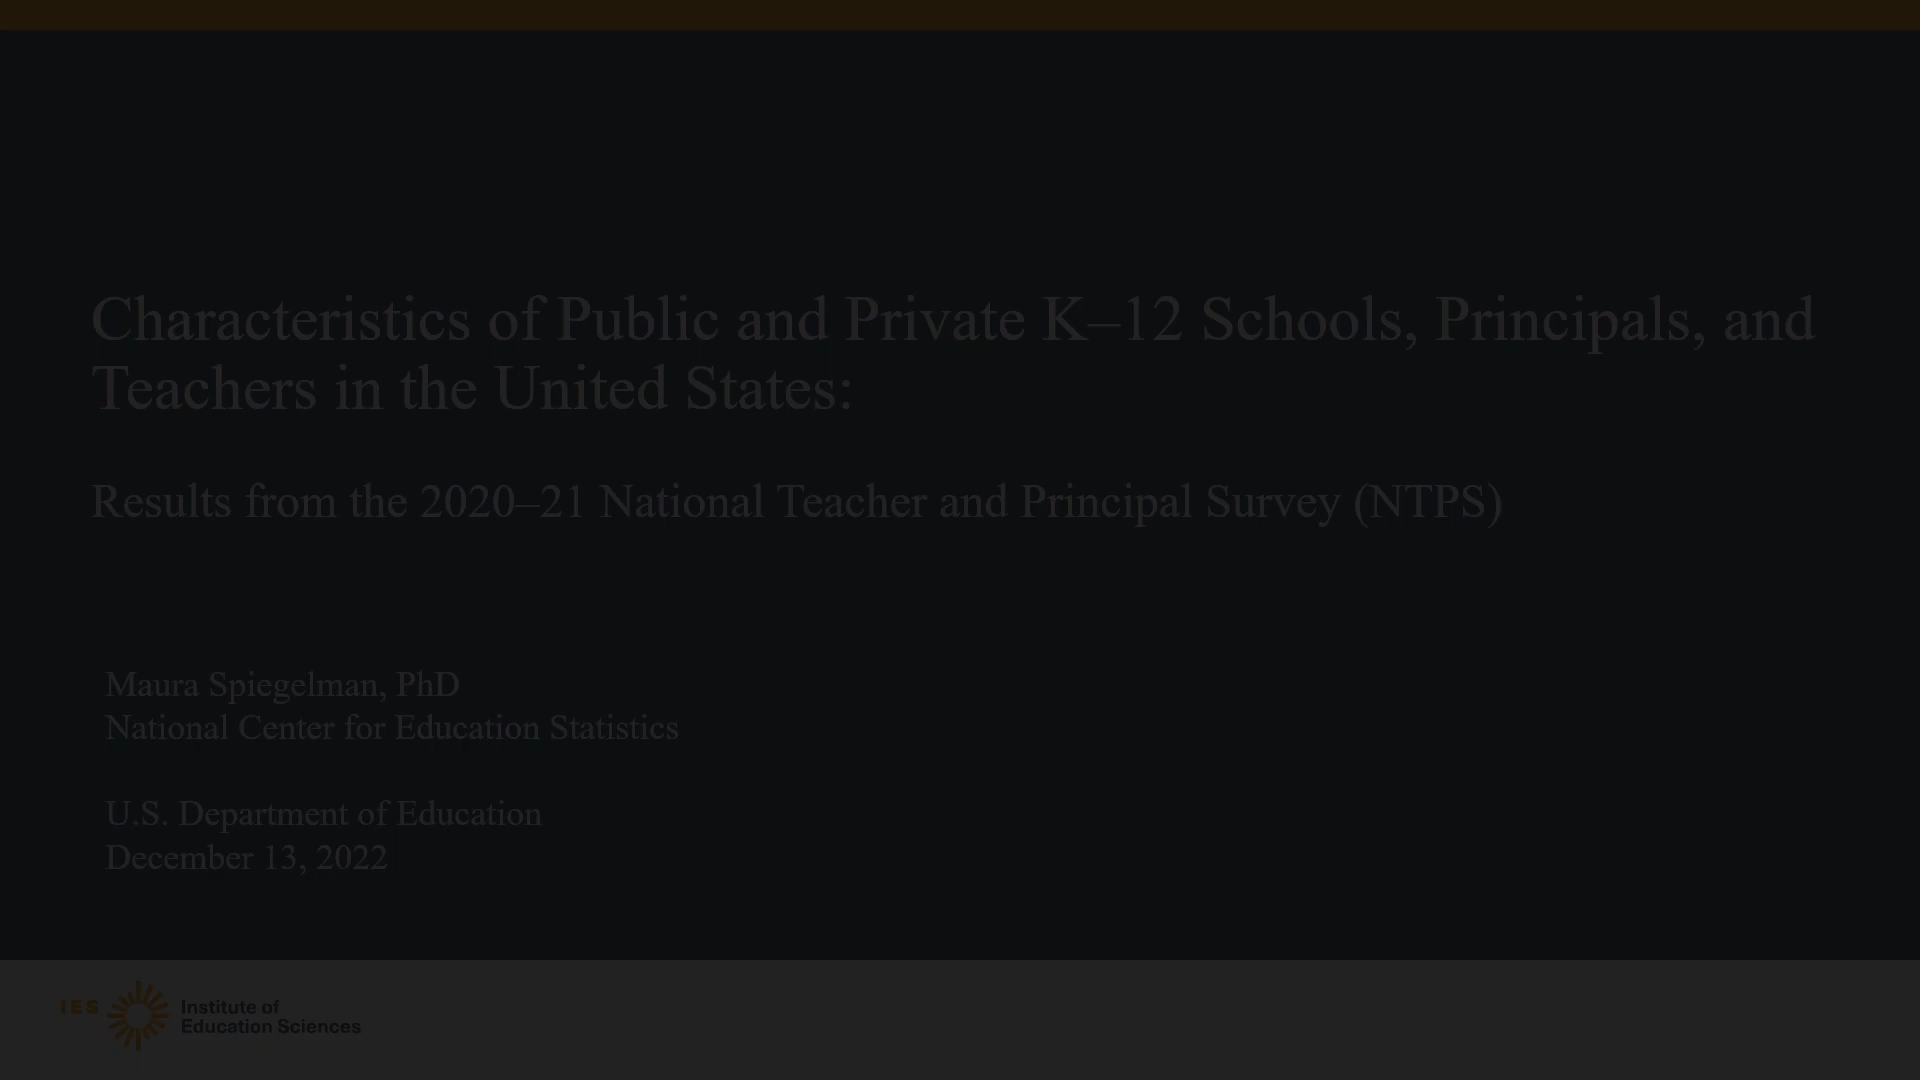 Characteristics of Public and Private K–12 Schools, Principals, and
Teachers in the United States:
Results from the 2020–21 National Teacher and Principal Survey (NTPS)
Maura Spiegelman, PhD
National Center for Education Statistics
U.S. Department of Education
December 13, 2022
IES
Institute of
Education Sciences